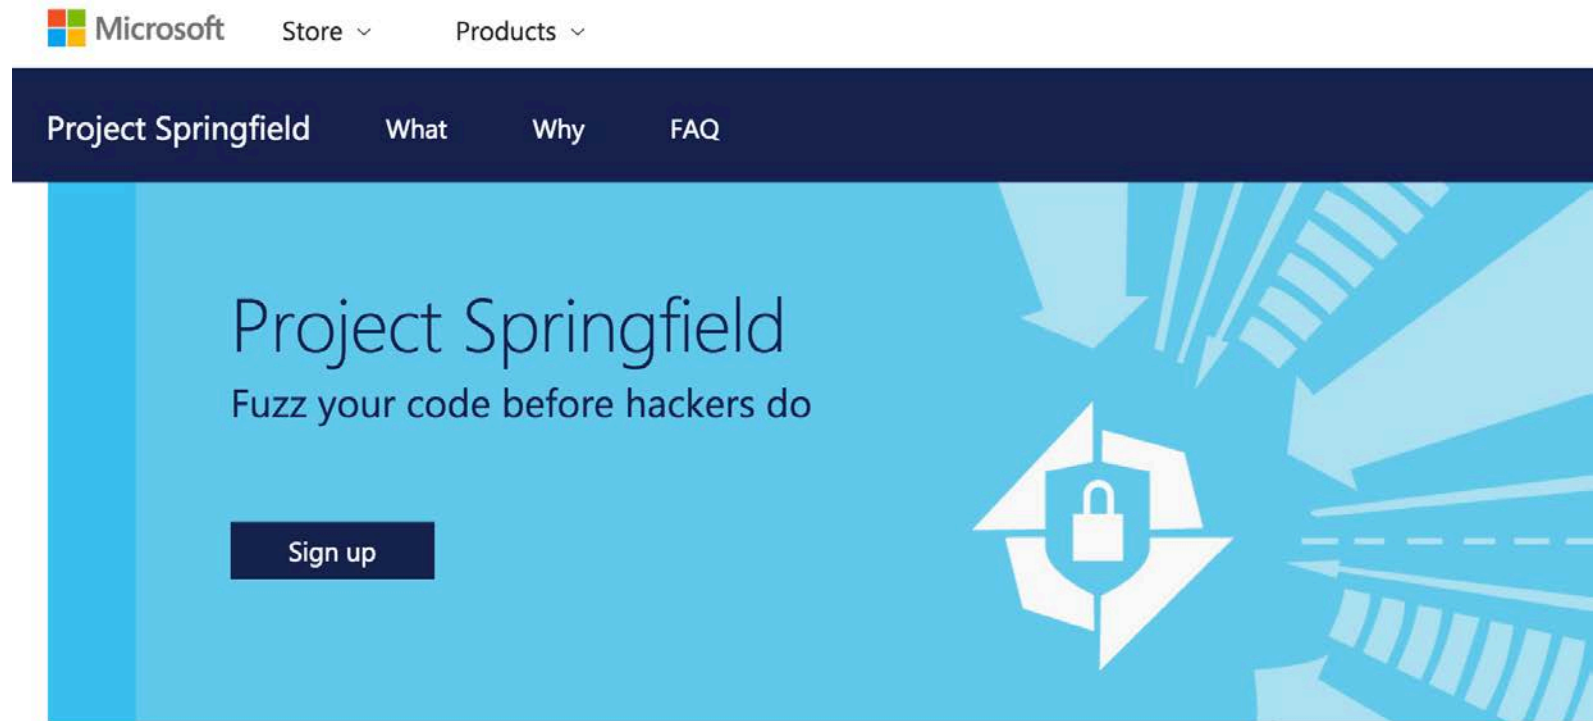 Microsoft Store Products
Project Springfield What Why FAQ
Project Springfield
Fuzz your code before hackers do
Sign up